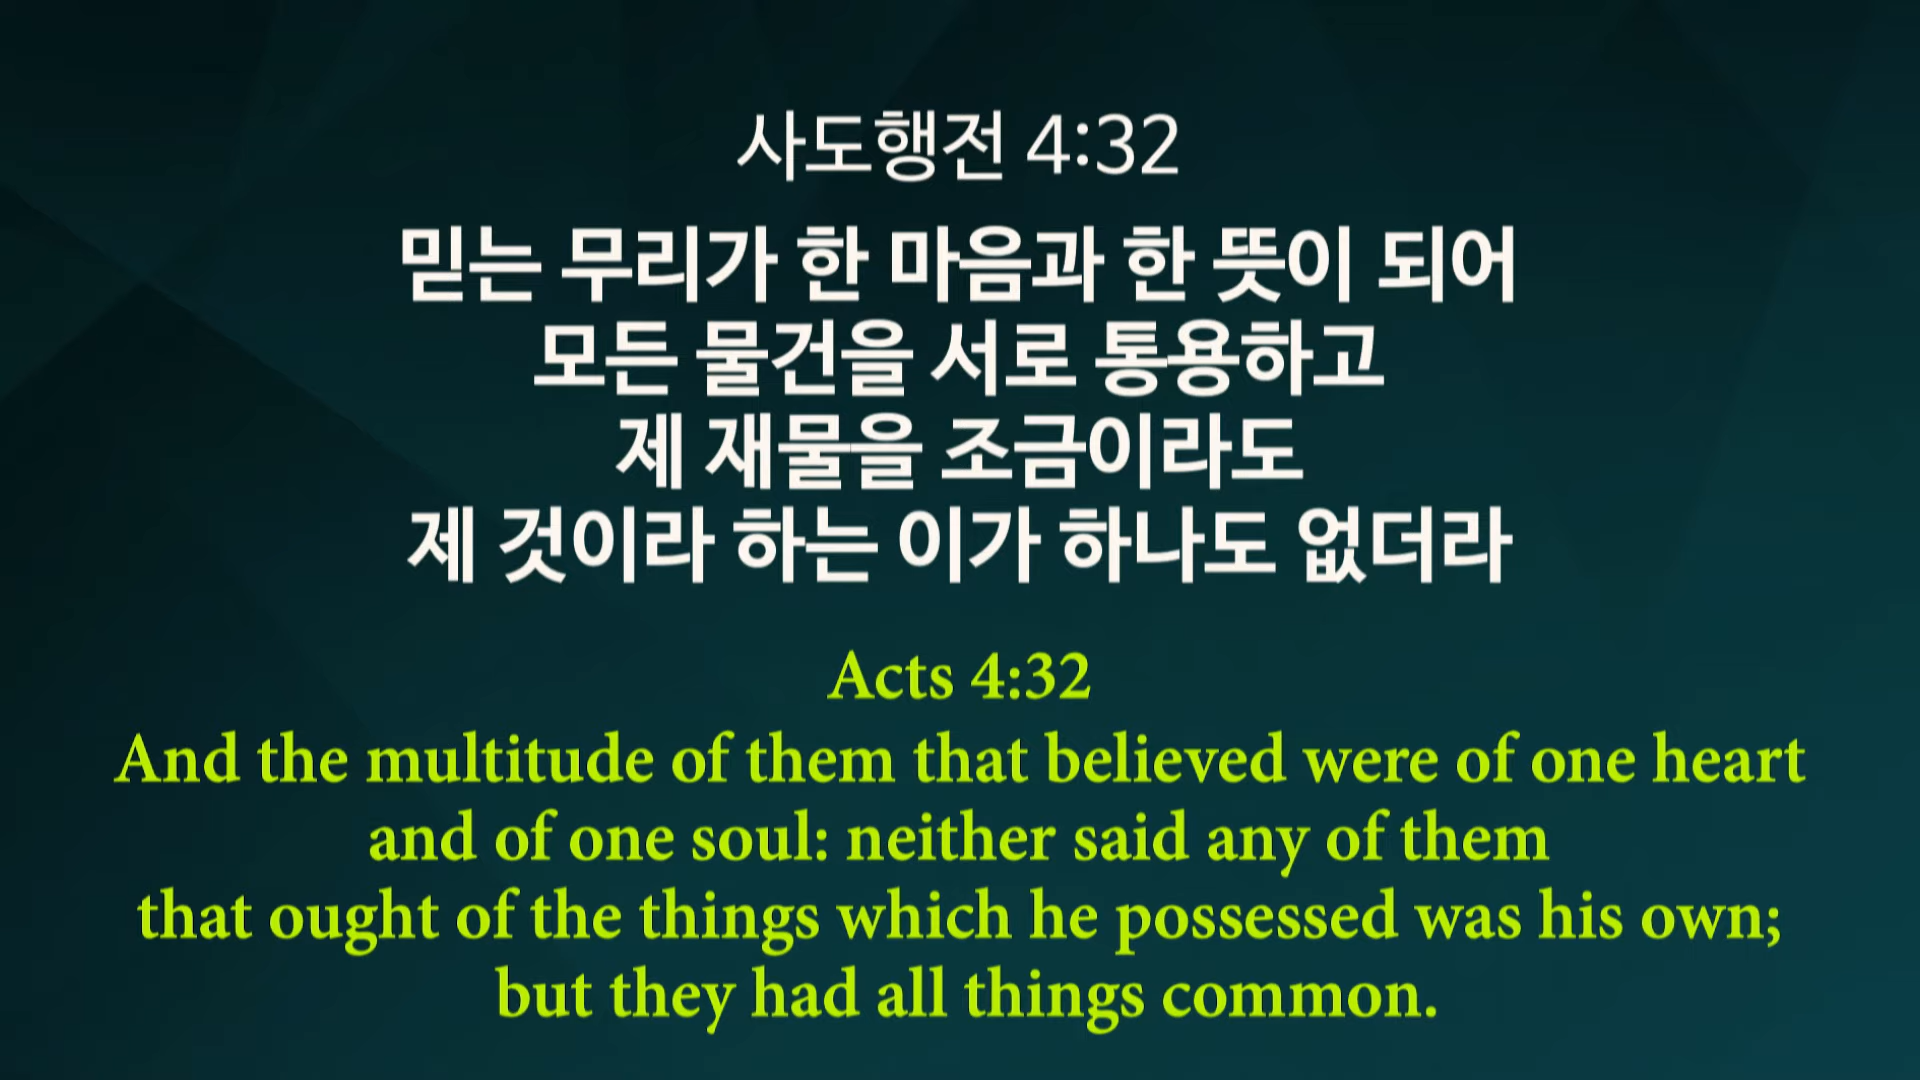 사도행전 4:32
믿는 무리가 한 마음과 한 뜻이 되어
모든 물건을 서로 통용하고
제 재물을 조금이라도
제 것이라 하는 이가 하나도 없더라
Acts 4:32
And the multitude of them that believed were of one heart
and of one soul: neither said any of them
that ought of the things which he possessed was his own;
but they had all things common.